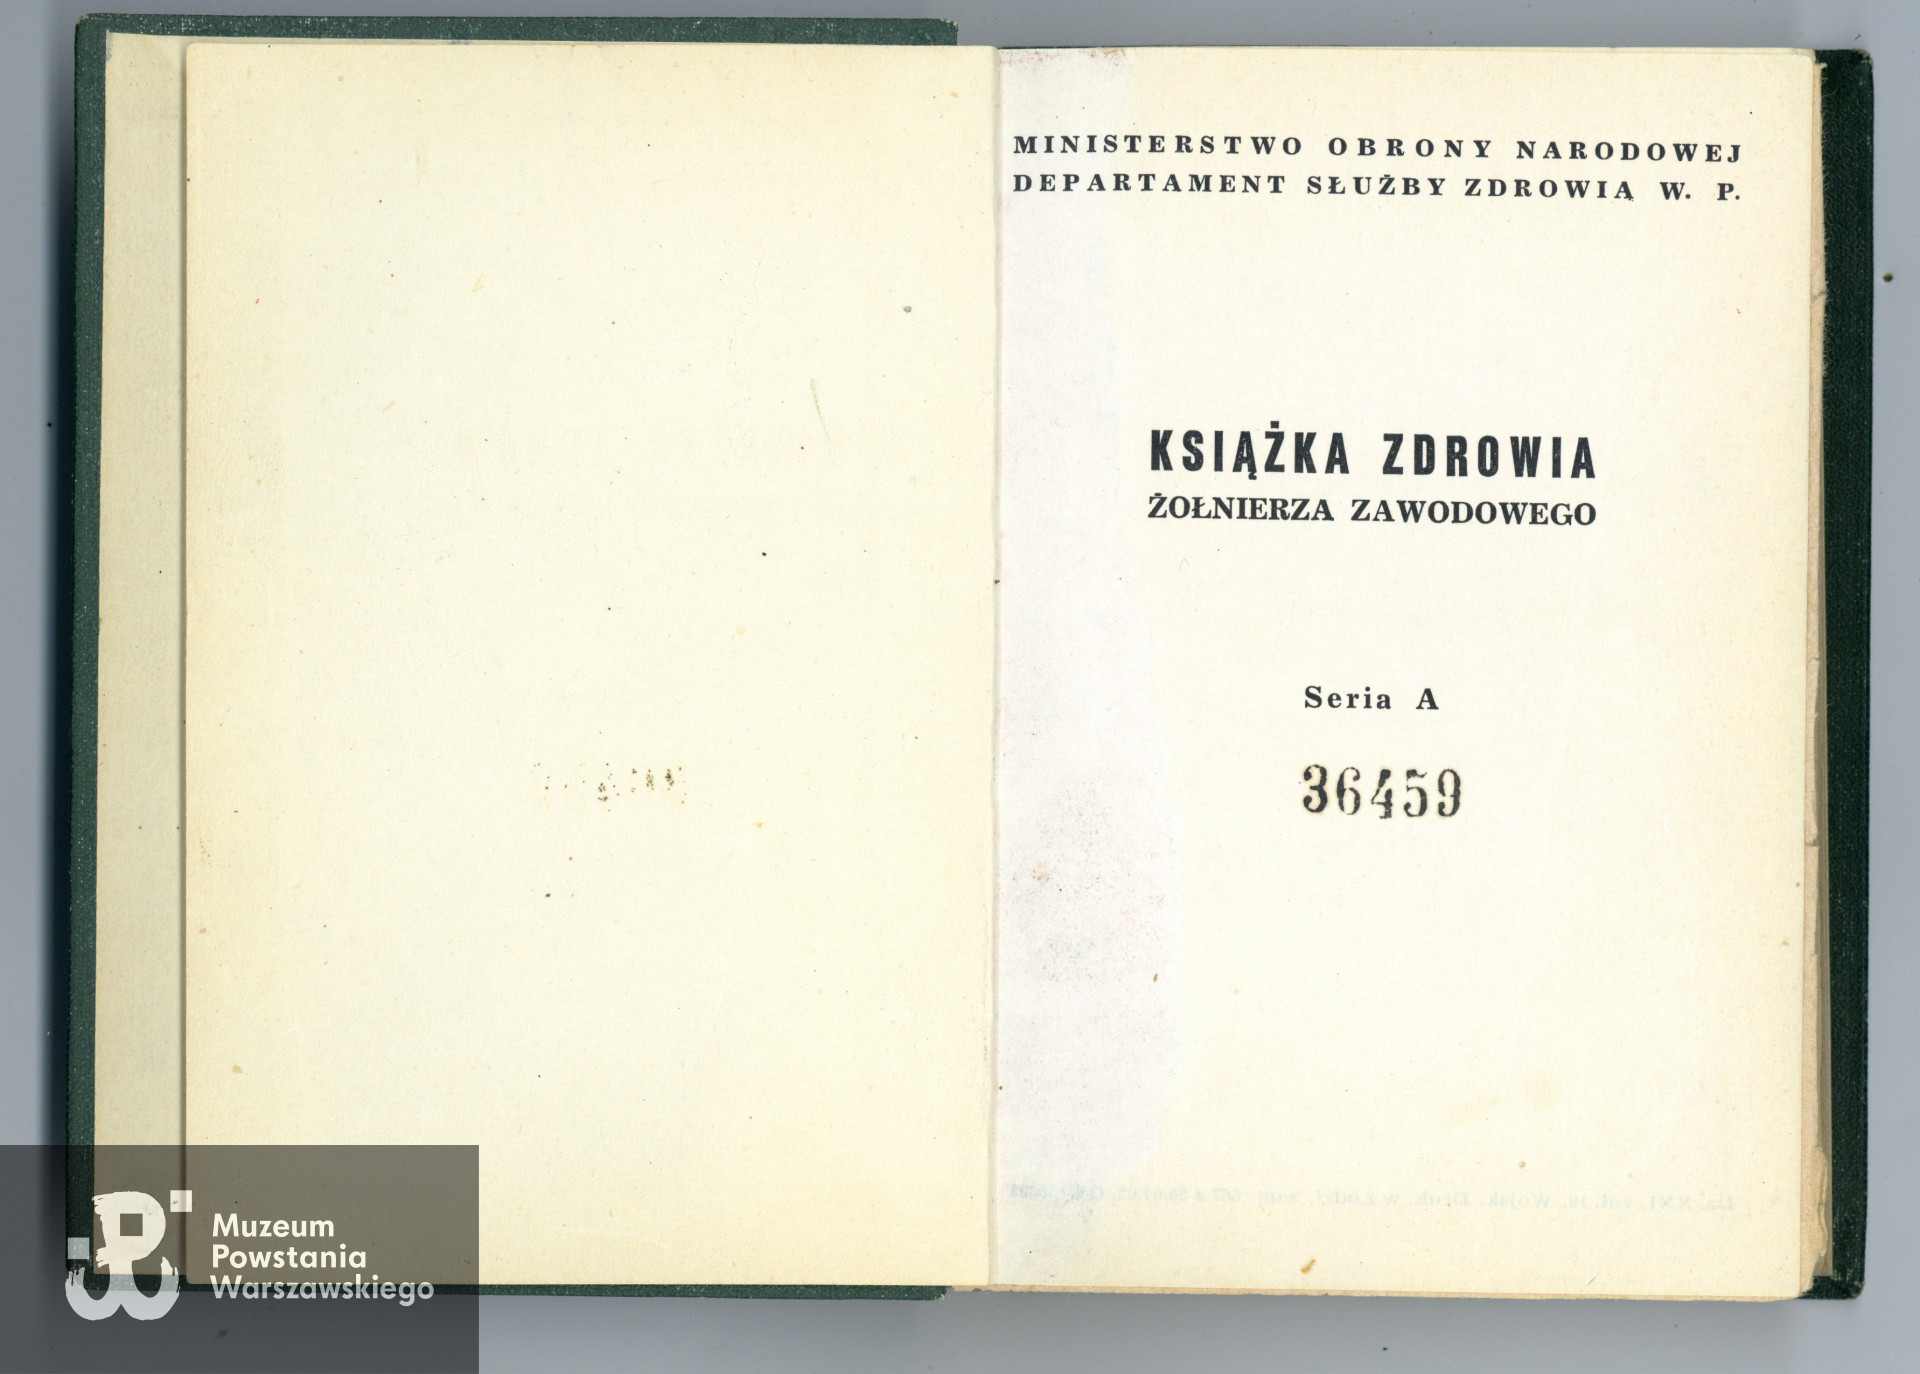 MINISTERSTWO OBRONY NARODOWEJ
DEPARTAMENT SŁUŻBY ZDROWIA W. P.
KSIĄŻKA ZDROWIA
ŻOŁNIERZA ZAWODOWEGO
Seria A
36459
Muzeum
Powstania
Warszawskiego